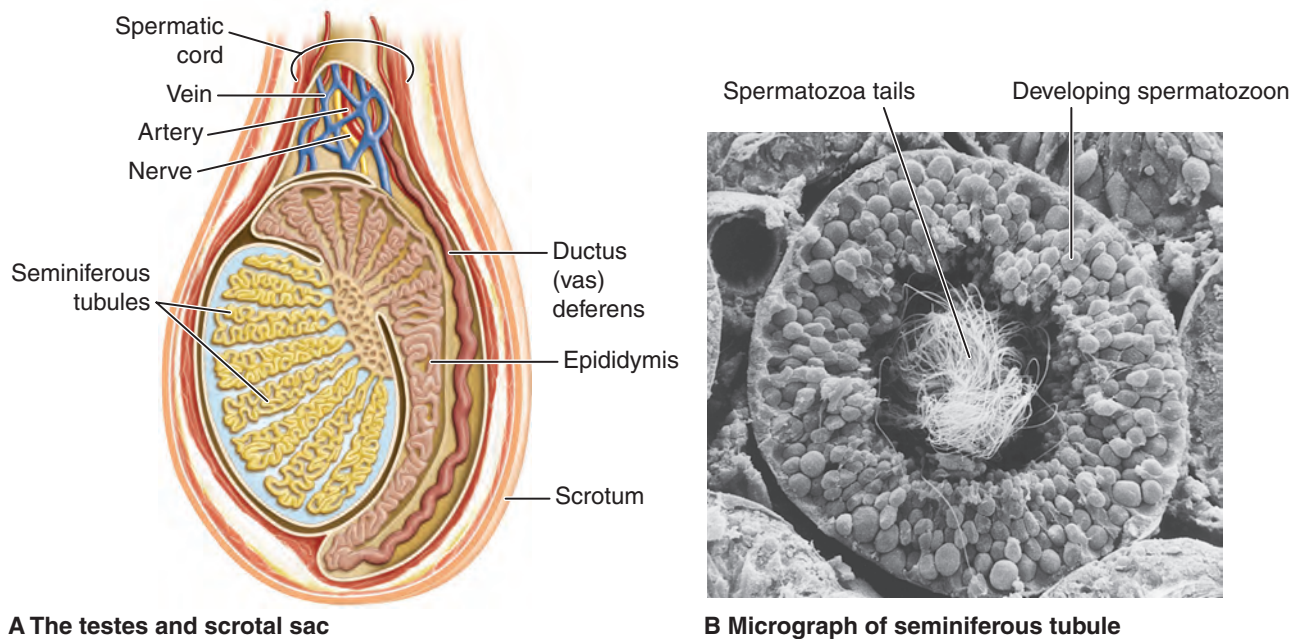 Spermatic
cord
Vein
Artery
Nerve
Seminiferous
tubules
Ductus
(vas)
deferens
Epididymis
Scrotum
A The testes and scrotal sac
Spermatozoa tails
Developing spermatozoon
B Micrograph of seminiferous tubule